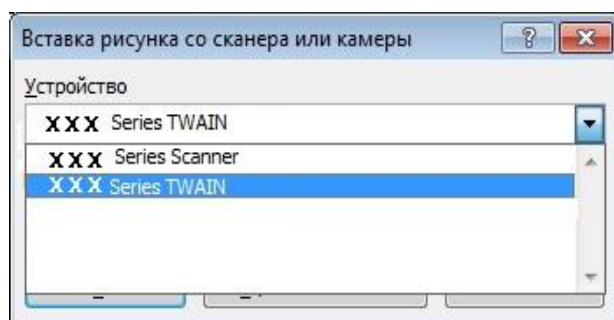 Вставка рисунка со сканера или камеры
Устройство
XXX Series TWAIN
XXX Series Scanner
XXX Series TWAIN